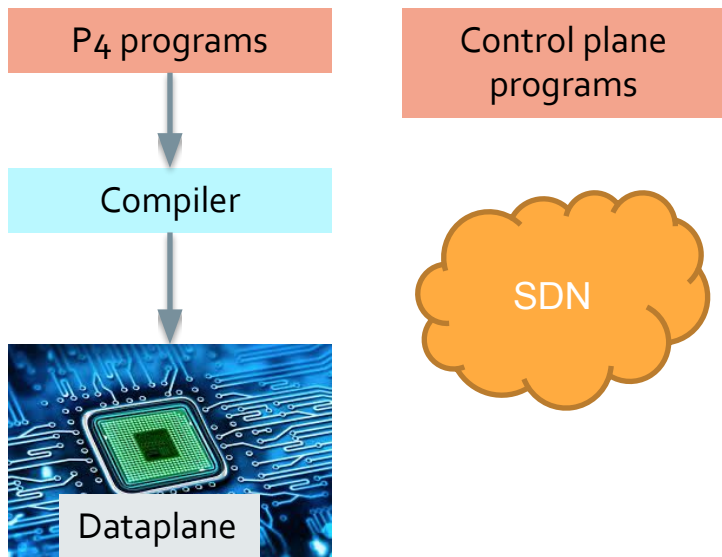 P4 programs
Control plane
programs
Compiler
SDN
Dataplane